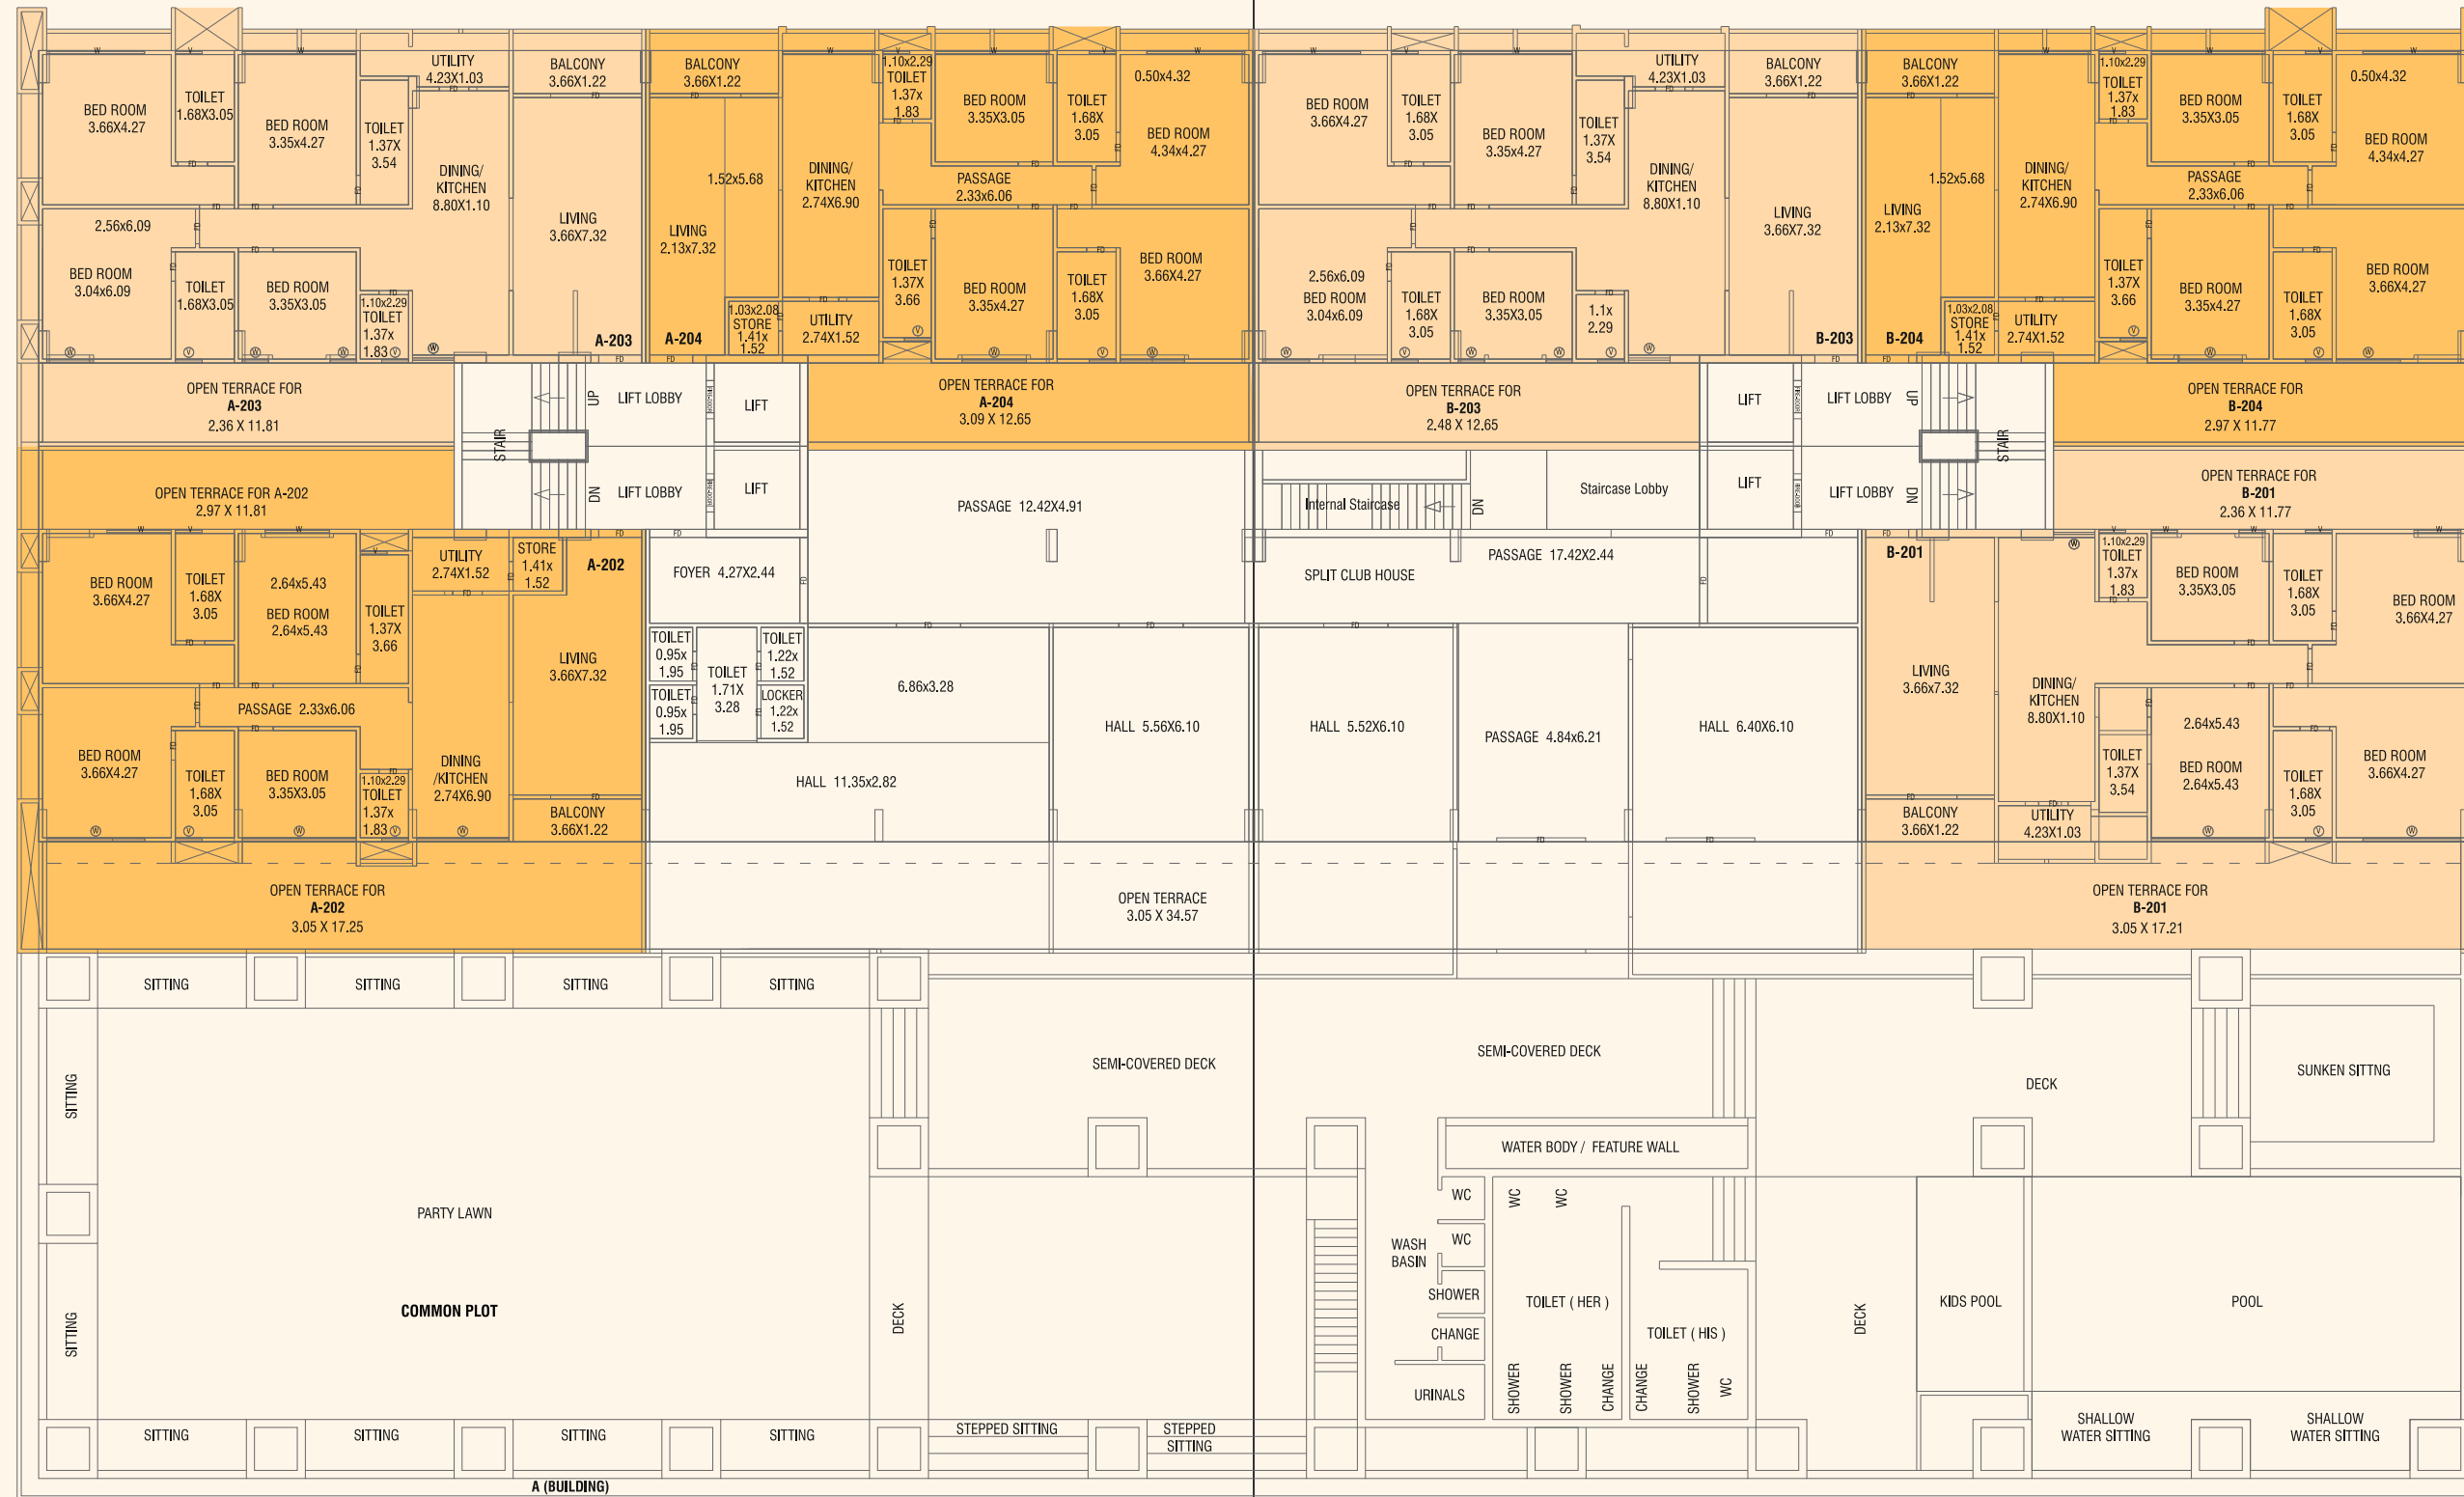 BED ROOM
3.66X4.27
TOILET
1.68X3.05
BED ROOM
3.35x4.27
UTILITY
4.23X1.03
TOILET
1.37X
3.54
DINING/
KITCHEN
8.80X1.10
BALCONY
3.66X1.22
LIVING
3.66X7.32
2.56x6.09
BED ROOM
3.04x6.09
TOILET
1.68X3.05
BED ROOM
3.35X3.05
1.10x2.29
TOILET
1.37x
1.83
A-203
BALCONY
3.66X1.22
1.52x5.68
LIVING
2.13x7.32
DINING/
KITCHEN
2.74X6.90
1.10x2.29
TOILET
1.37x
1.83
BED ROOM
3.35X3.05
TOILET
1.68X
3.05
0.50x4.32
BED ROOM
4.34x4.27
PASSAGE
2.33x6.06
TOILET
1.37X
3.66
BED ROOM
3.35x4.27
TOILET
1.68X
3.05
BED ROOM
3.66X4.27
1.03x2.08
STORE
1.41x
1.52
UTILITY
2.74X1.52
A-204
BED ROOM
3.66X4.27
TOILET
1.68X
3.05
BED ROOM
3.35x4.27
UTILITY
4.23X1.03
TOILET
1.37X
3.54
DINING/
KITCHEN
8.80X1.10
BALCONY
3.66X1.22
LIVING
3.66X7.32
2.56x6.09
BED ROOM
3.04x6.09
TOILET
1.68X
3.05
BED ROOM
3.35X3.05
1.1x
2.29
B-203
BALCONY
3.66X1.22
1.52x5.68
LIVING
2.13x7.32
DINING/
KITCHEN
2.74X6.90
1.10x2.29
TOILET
1.37x
1.83
BED ROOM
3.35X3.05
TOILET
1.68X
3.05
0.50x4.32
BED ROOM
4.34X4.27
PASSAGE
2.33x6.06
TOILET
1.37X
3.66
BED ROOM
3.35x4.27
TOILET
1.68X
3.05
BED ROOM
3.66X4.27
1.03x2.08
STORE
1.41x
1.52
UTILITY
2.74X1.52
B-204
OPEN TERRACE FOR
A-203
2.36 X 11.81
STAIR
UP
LIFT LOBBY
LIFT
OPEN TERRACE FOR
A-204
3.09 X 12.65
OPEN TERRACE FOR
B-203
2.48 X 12.65
LIFT
LIFT LOBBY
UP
STAIR
OPEN TERRACE FOR
B-204
2.97 X 11.77
OPEN TERRACE FOR A-202
2.97 X 11.81
DN
LIFT LOBBY
LIFT
PASSAGE 12.42X4.91
Internal Staircase
DN
Staircase Lobby
LIFT
LIFT LOBBY
DN
OPEN TERRACE FOR
B-201
2.36 X 11.77
BED ROOM
3.66X4.27
TOILET
1.68X
3.05
2.64x5.43
BED ROOM
2.64x5.43
TOILET
1.37X
3.66
UTILITY
2.74X1.52
STORE
1.41x
1.52
A-202
LIVING
3.66X7.32
PASSAGE 2.33x6.06
BED ROOM
3.66X4.27
TOILET
1.68X
3.05
BED ROOM
3.35X3.05
1.10x2.29
TOILET
1.37x
1.83
DINING
/KITCHEN
2.74X6.90
BALCONY
3.66X1.22
FOYER 4.27X2.44
SPLIT CLUB HOUSE
PASSAGE 17.42X2.44
TOILET
0.95x
1.95
TOILET
1.71X
3.28
TOILET
1.22x
1.52
TOILET
0.95x
1.95
LOCKER
1.22x
1.52
6.86x3.28
HALL 11.35x2.82
HALL 5.56X6.10
HALL 5.52X6.10
PASSAGE 4.84x6.21
HALL 6.40X6.10
B-201
LIVING
3.66x7.32
DINING/
KITCHEN
8.80X1.10
1.10x2.29
TOILET
1.37x
1.83
BED ROOM
3.35X3.05
TOILET
1.68X
3.05
BED ROOM
3.66X4.27
TOILET
1.37X
3.54
2.64x5.43
BED ROOM
2.64x5.43
TOILET
1.68X
3.05
BED ROOM
3.66X4.27
BALCONY
3.66X1.22
UTILITY
4.23X1.03
OPEN TERRACE FOR
A-202
3.05 X 17.25
OPEN TERRACE
3.05 X 34.57
OPEN TERRACE FOR
B-201
3.05 X 17.21
SITTING
SITTING
SITTING
SITTING
SITTING
SEMI-COVERED DECK
SEMI-COVERED DECK
DECK
SUNKEN SITTNG
WATER BODY / FEATURE WALL
PARTY LAWN
COMMON PLOT
SITTING
DECK
WASH
BASIN
WC
WC
SHOWER
CHANGE
URINALS
WC
WC
TOILET ( HER )
TOILET ( HIS )
SHOWER
SHOWER
CHANGE
CHANGE
SHOWER
WC
DECK
KIDS POOL
POOL
SITTING
SITTING
SITTING
SITTING
STEPPED SITTING
STEPPED
SITTING
SHALLOW
WATER SITTING
SHALLOW
WATER SITTING
A (BUILDING)